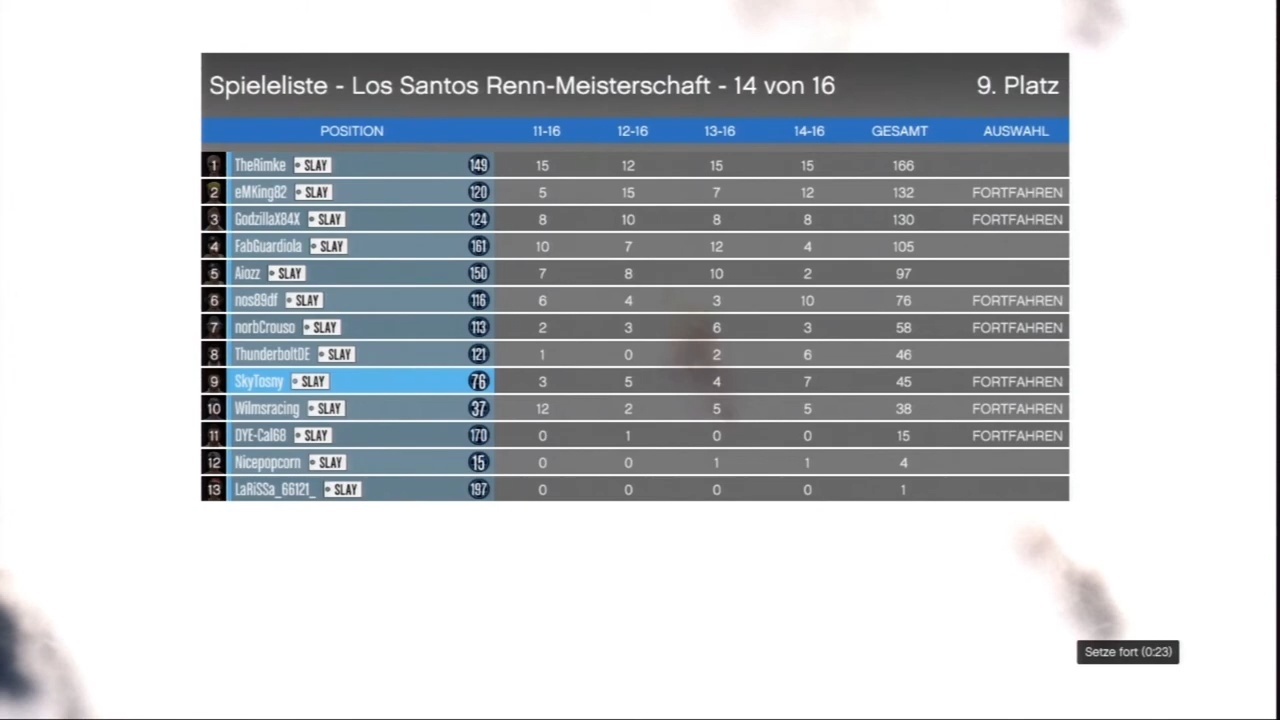 Spieleliste - Los Santos Renn-Meisterschaft - 14 von 16 9. Platz
POSITION 11-16 12-16 13-16 14-16 GESAMT AUSWAHL
1 TheRimke SLAY 149 15 12 15 15 166
2 eMKing82 SLAY 120 5 15 7 12 132 FORTFAHREN
3 GodzillaX84X SLAY 124 8 10 8 8 130 FORTFAHREN
4 FabGuardiola SLAY 161 10 7 12 4 105
5 Aiozz SLAY 150 7 8 10 2 97
6 nos89df SLAY 116 6 4 3 10 76 FORTFAHREN
7 norbCrouso SLAY 113 2 3 6 3 58 FORTFAHREN
8 ThunderboltDE SLAY 121 1 0 2 6 46
9 SkyTosny SLAY 76 3 5 4 7 45 FORTFAHREN
10 Wilmsracing SLAY 37 12 2 5 5 38 FORTFAHREN
11 DYE-Cal68 SLAY 170 0 1 0 0 15 FORTFAHREN
12 Nicepopcorn SLAY 15 0 0 1 1 4
13 LaRiSSa_66121_ SLAY 197 0 0 0 0 1
Setze fort (0:23)